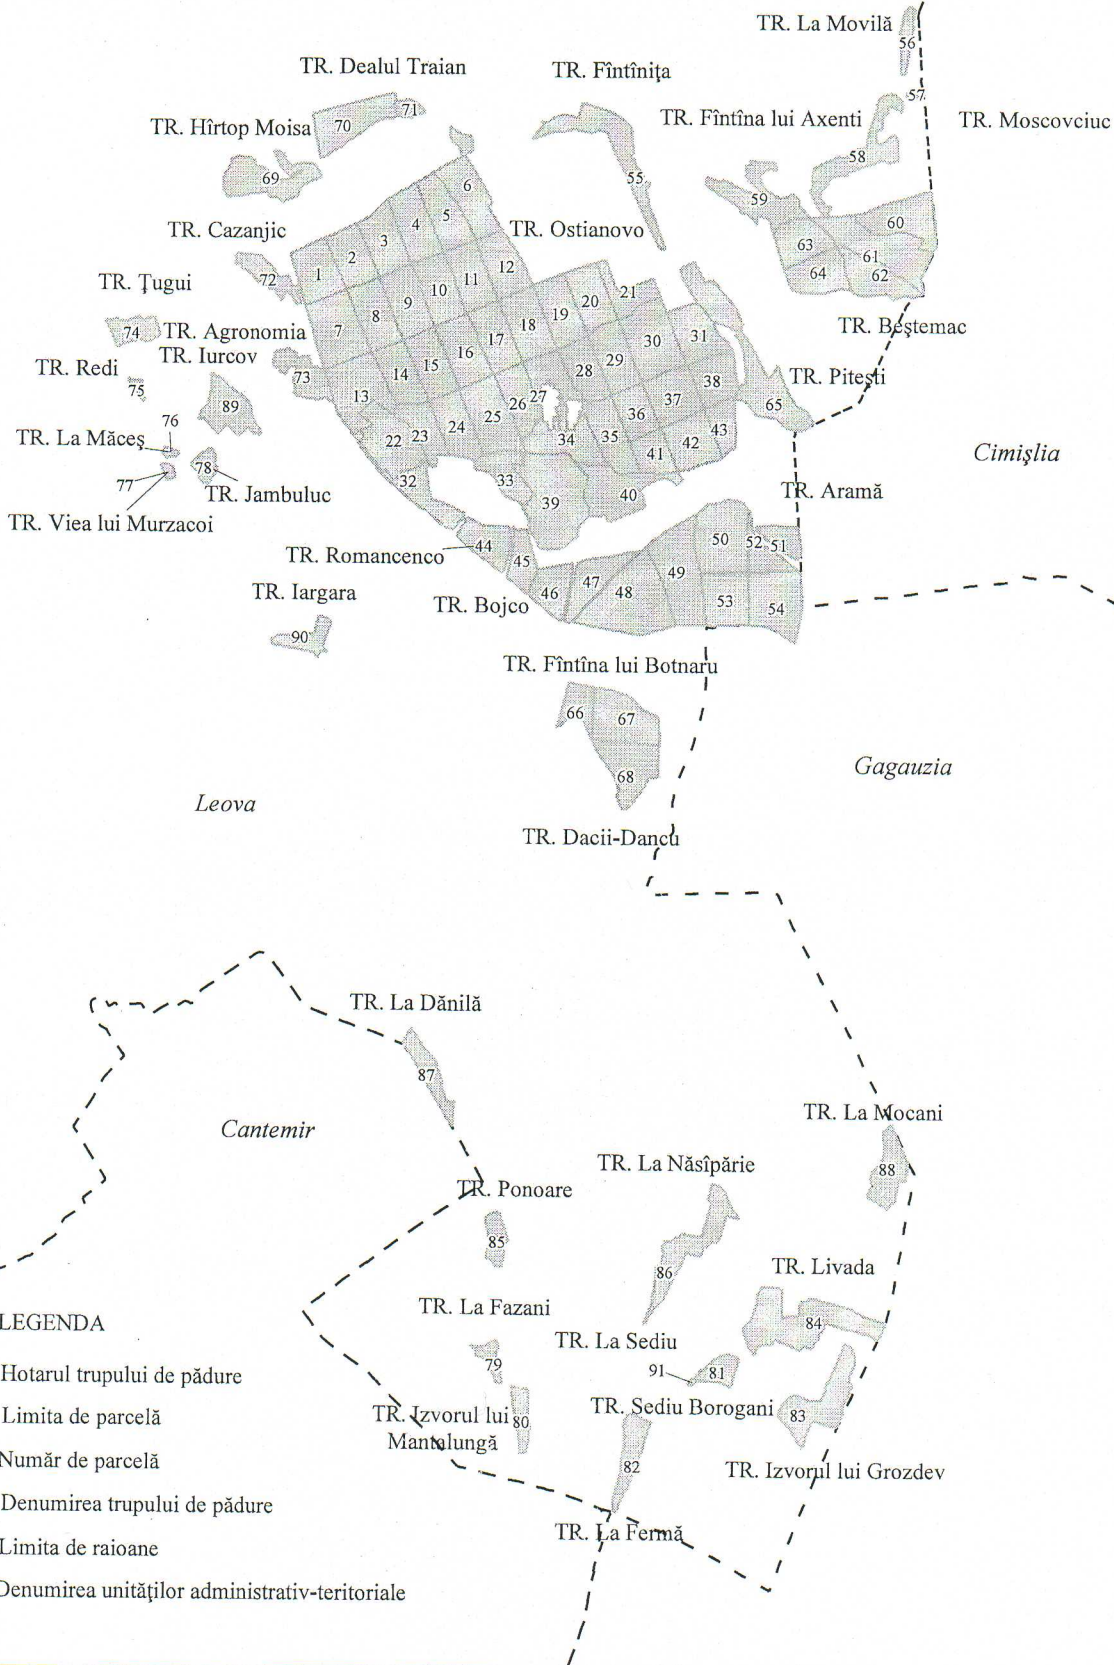 TR. La Movilă
56
TR. Dealul Traian
TR. Fîntînița
57
71
70
TR. Hîrtop Moisa
TR. Fîntîna lui Axenti
TR. Moscovciuc
58
69
55
6
59
TR. Cazanjic
3
4
5
TR. Ostianovo
60
63
61
1
2
12
64
62
72
11
TR. Țugui
10
20
21
9
8
19
18
TR. Beștemac
74
TR. Agronomia
7
17
30
31
TR. Iurcov
16
29
TR. Redi
15
28
73
14
38
TR. Pitești
75
13
26
27
37
65
89
25
36
76
24
43
TR. La Măceș
22
23
34
35
42
41
Cimișlia
78
77
32
33
TR. Jambuluc
39
40
TR. Aramă
TR. Viea lui Murzacoi
TR. Romancenco
44
50
52
51
45
49
TR. Iargara
46
47
48
TR. Bojco
53
54
90
TR. Fîntîna lui Botnaru
66
67
68
Gagauzia
Leova
TR. Dacii-Dancu
TR. La Dănilă
87
TR. La Mocani
Cantemir
TR. La Năsîpărie
88
TR. Ponoare
85
TR. Livada
86
TR. La Fazani
LEGENDA
84
TR. La Sediu
79
91
81
Hotarul trupului de pădure
TR. Sediu Borogani
83
TR. Izvorul lui
Mantalungă
80
Limita de parcelă
Număr de parcelă
82
TR. Izvorul lui Grozdev
Denumirea trupului de pădure
TR. La Fermă
Limita de raioane
Denumirea unităților administrativ-teritoriale